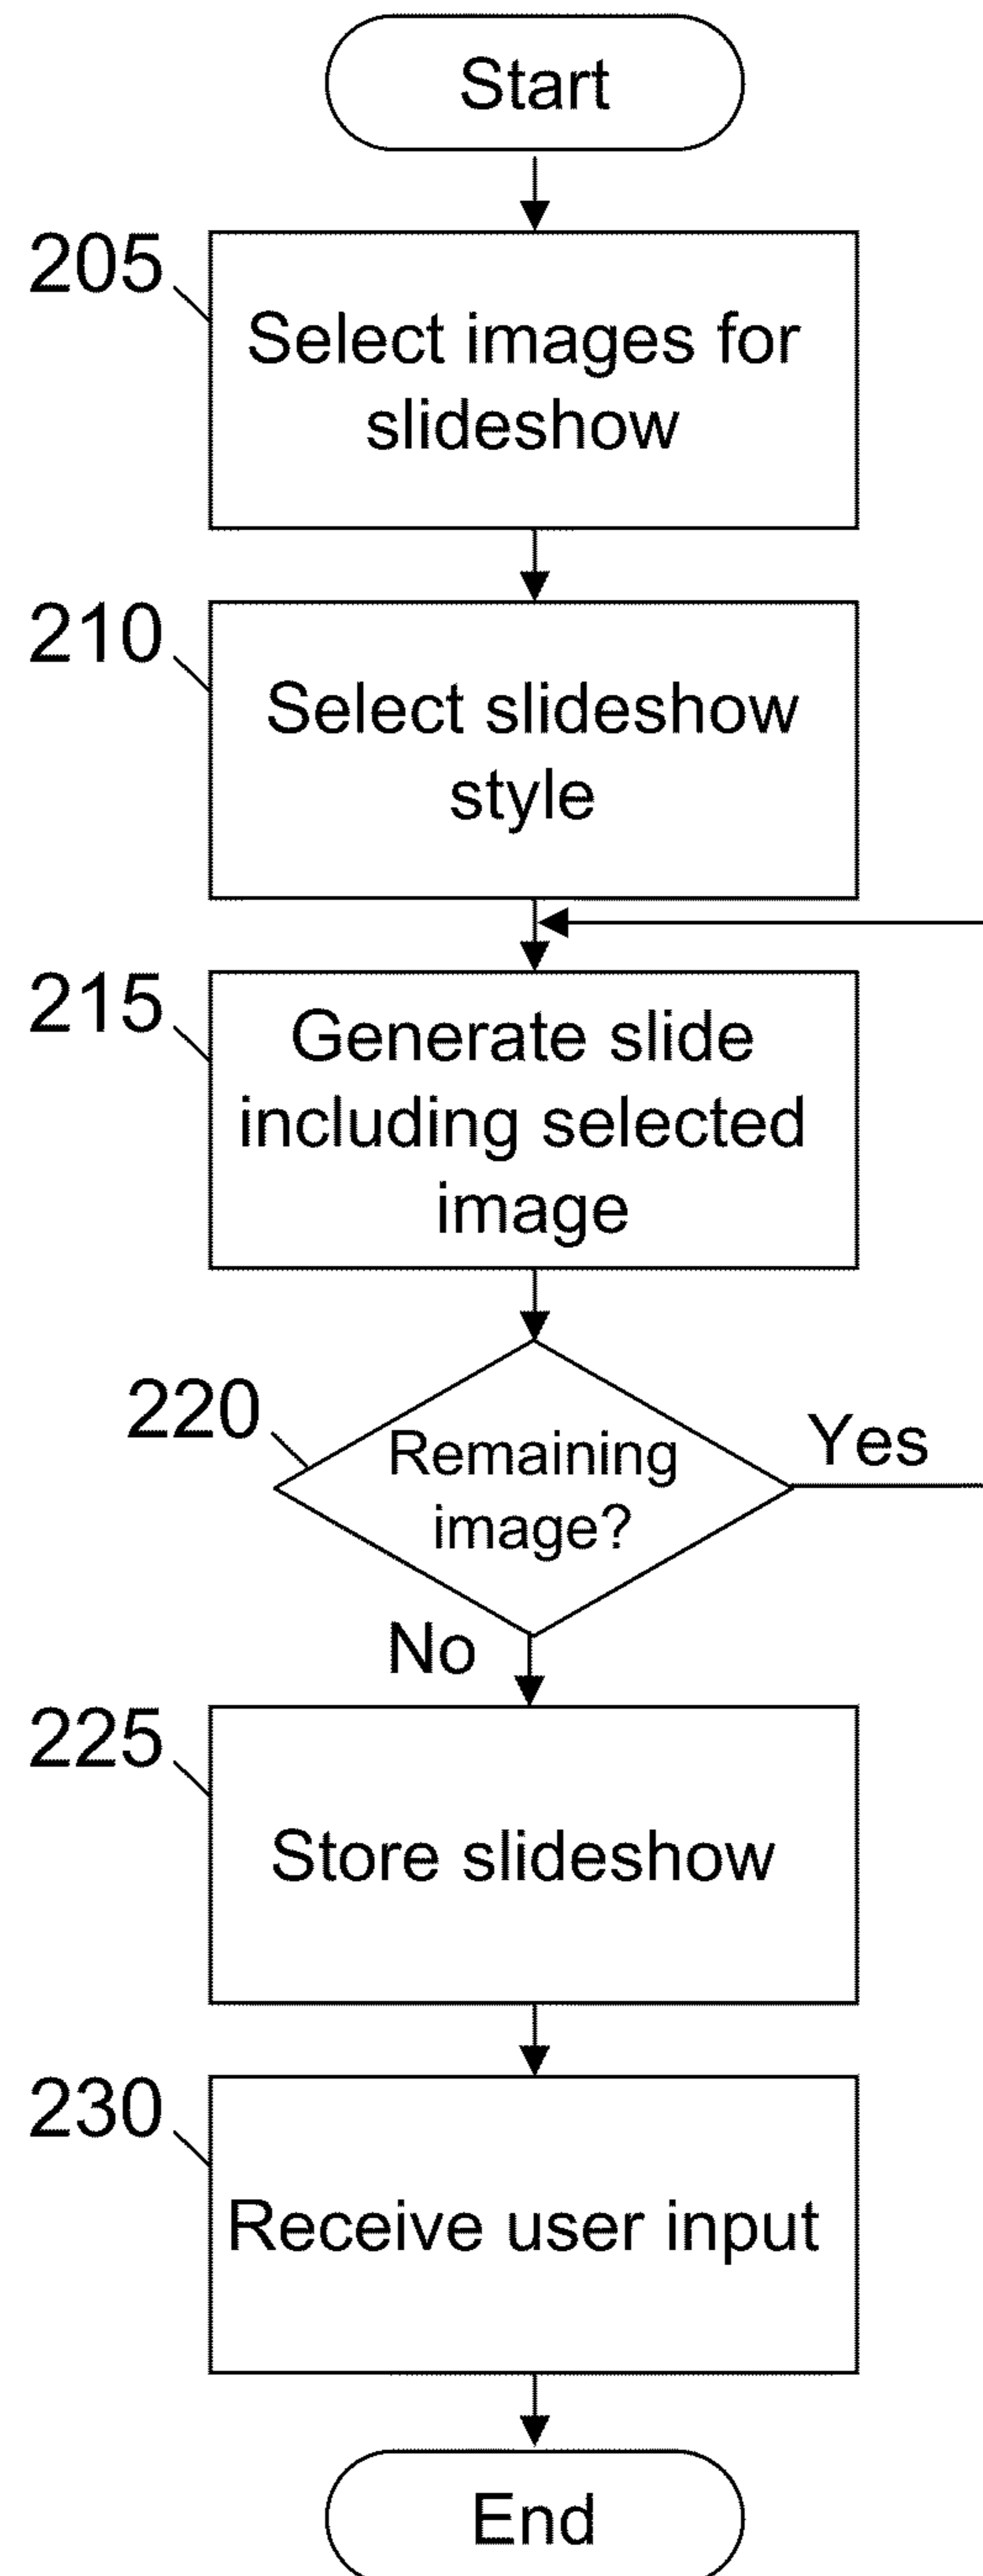 Start
205
Select images for
slideshow
210
Select slideshow
style
215
Generate slide
including selected
image
220
Remaining
image?
Yes
No
225
Store slideshow
230
Receive user input
End